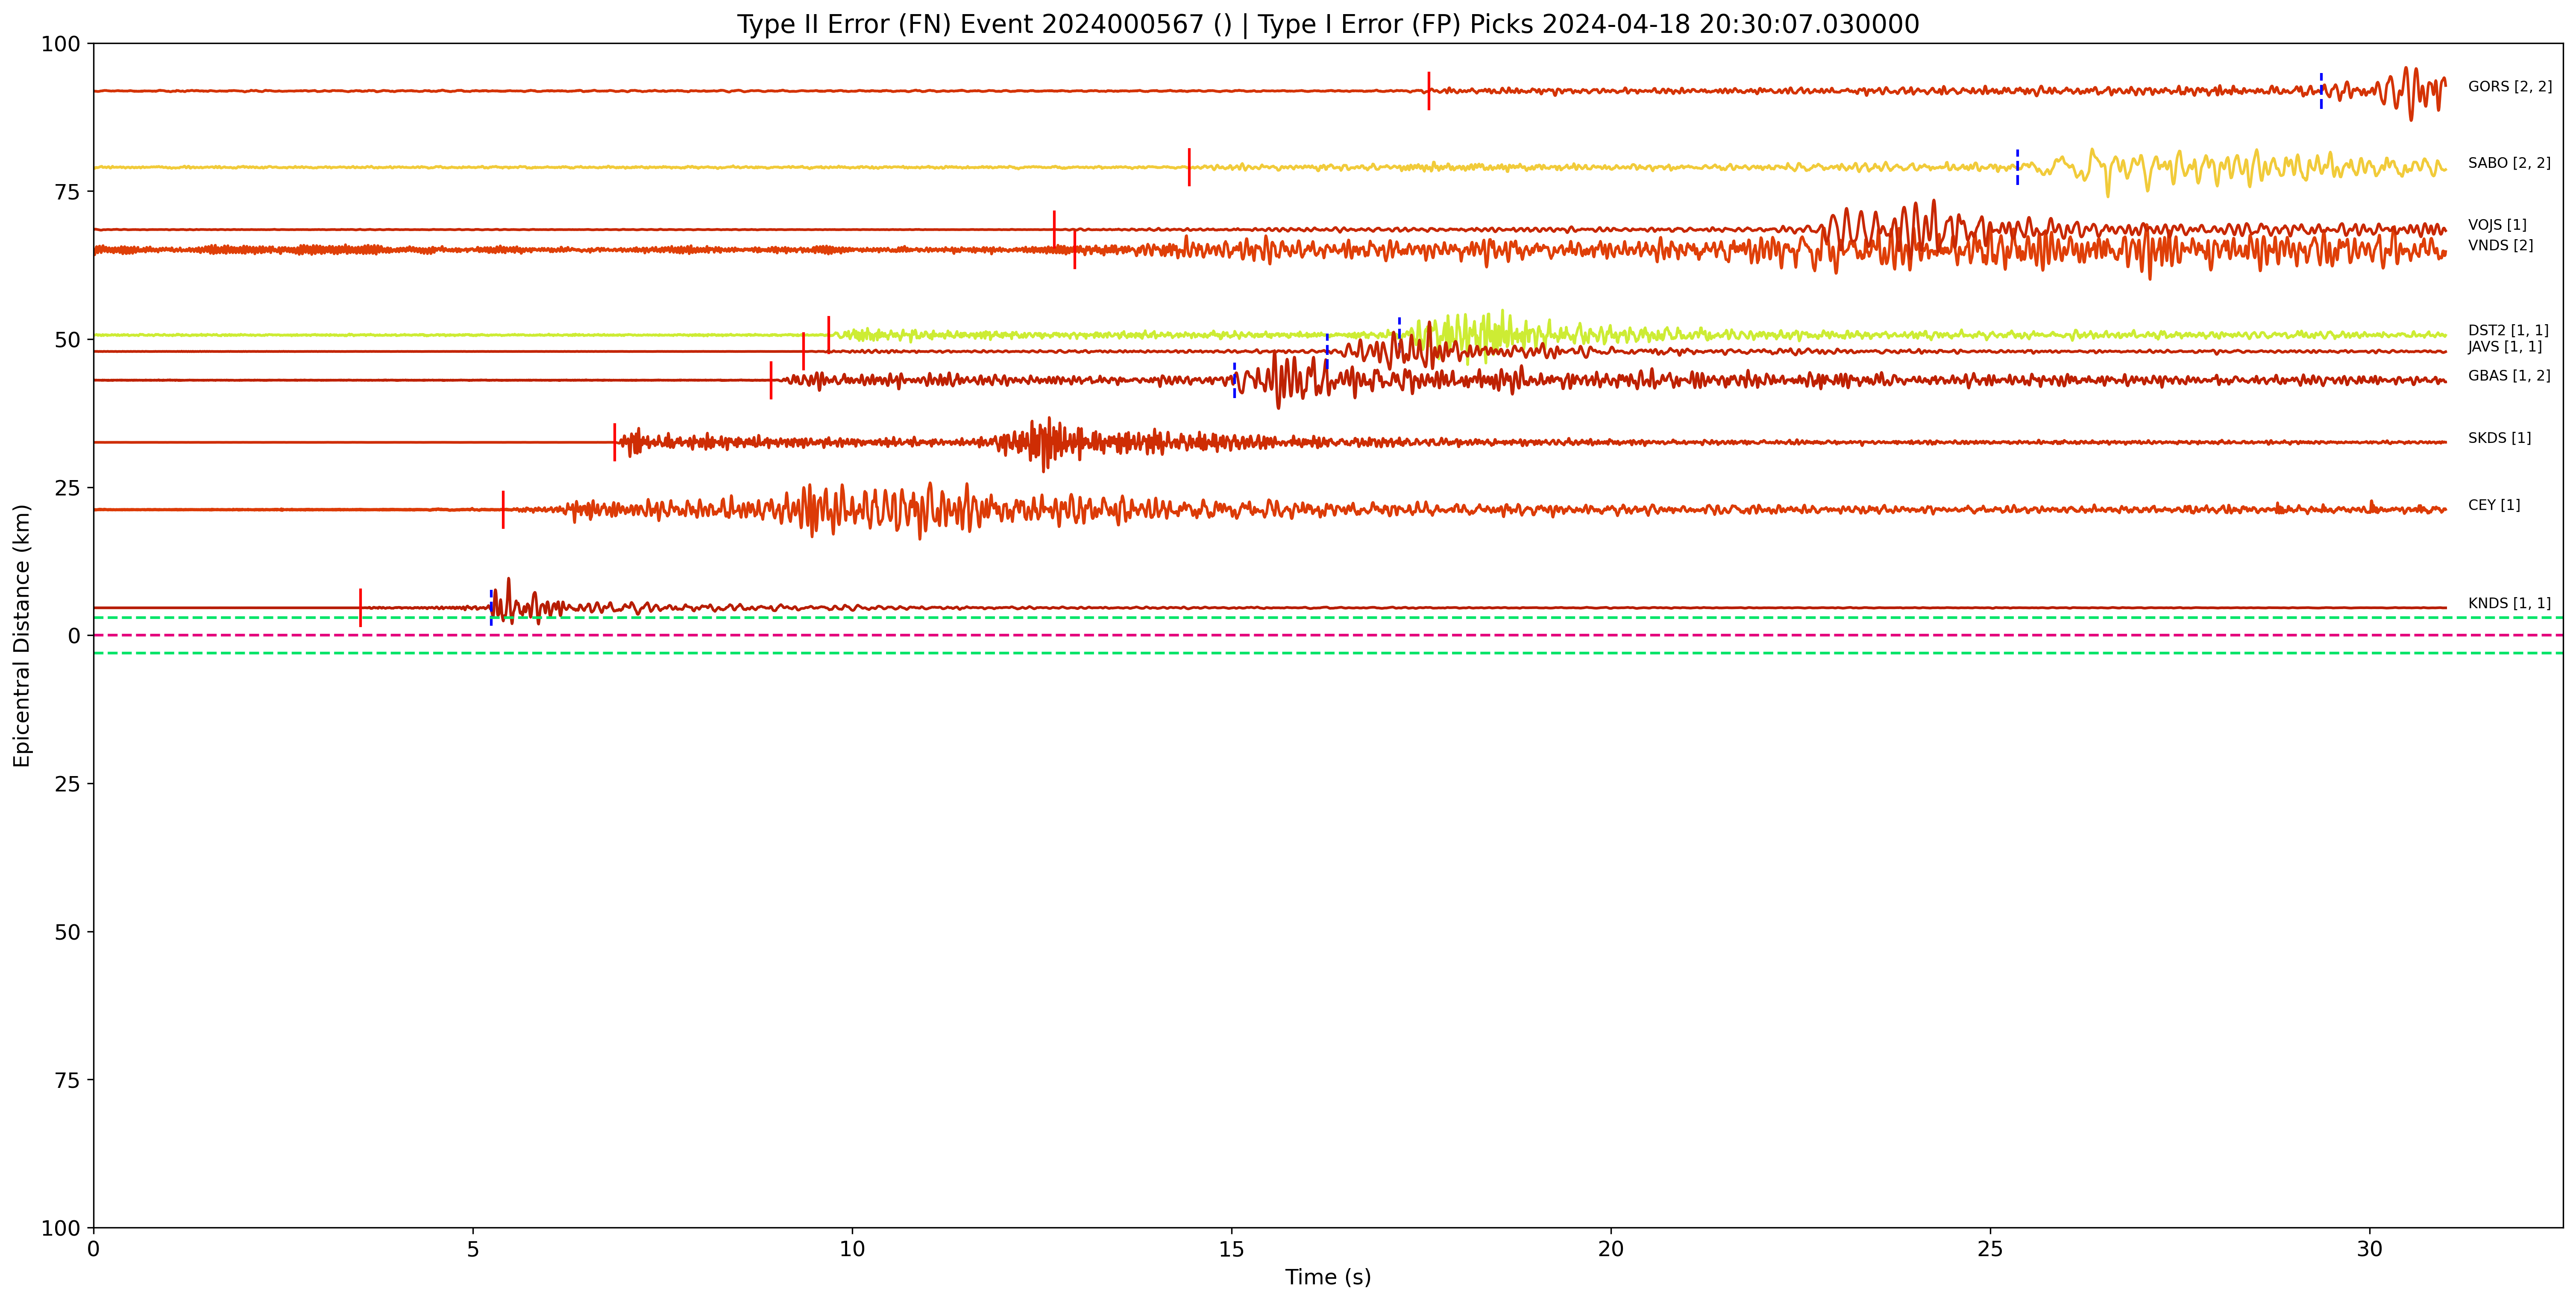 Type II Error (FN) Event 2024000567 () | Type I Error (FP) Picks 2024-04-18 20:30:07.030000
100
GORS [2, 2]
SABO [2, 2]
75
VOJS [1]
VNDS [2]
DST2 [1, 1]
50
JAVS [1, 1]
GBAS [1, 2]
SKDS [1]
25
CEY [1]
KNDS [1, 1]
0
Epicentral Distance (km)
25
50
75
100
0 5 10 15 20 25 30
Time (s)